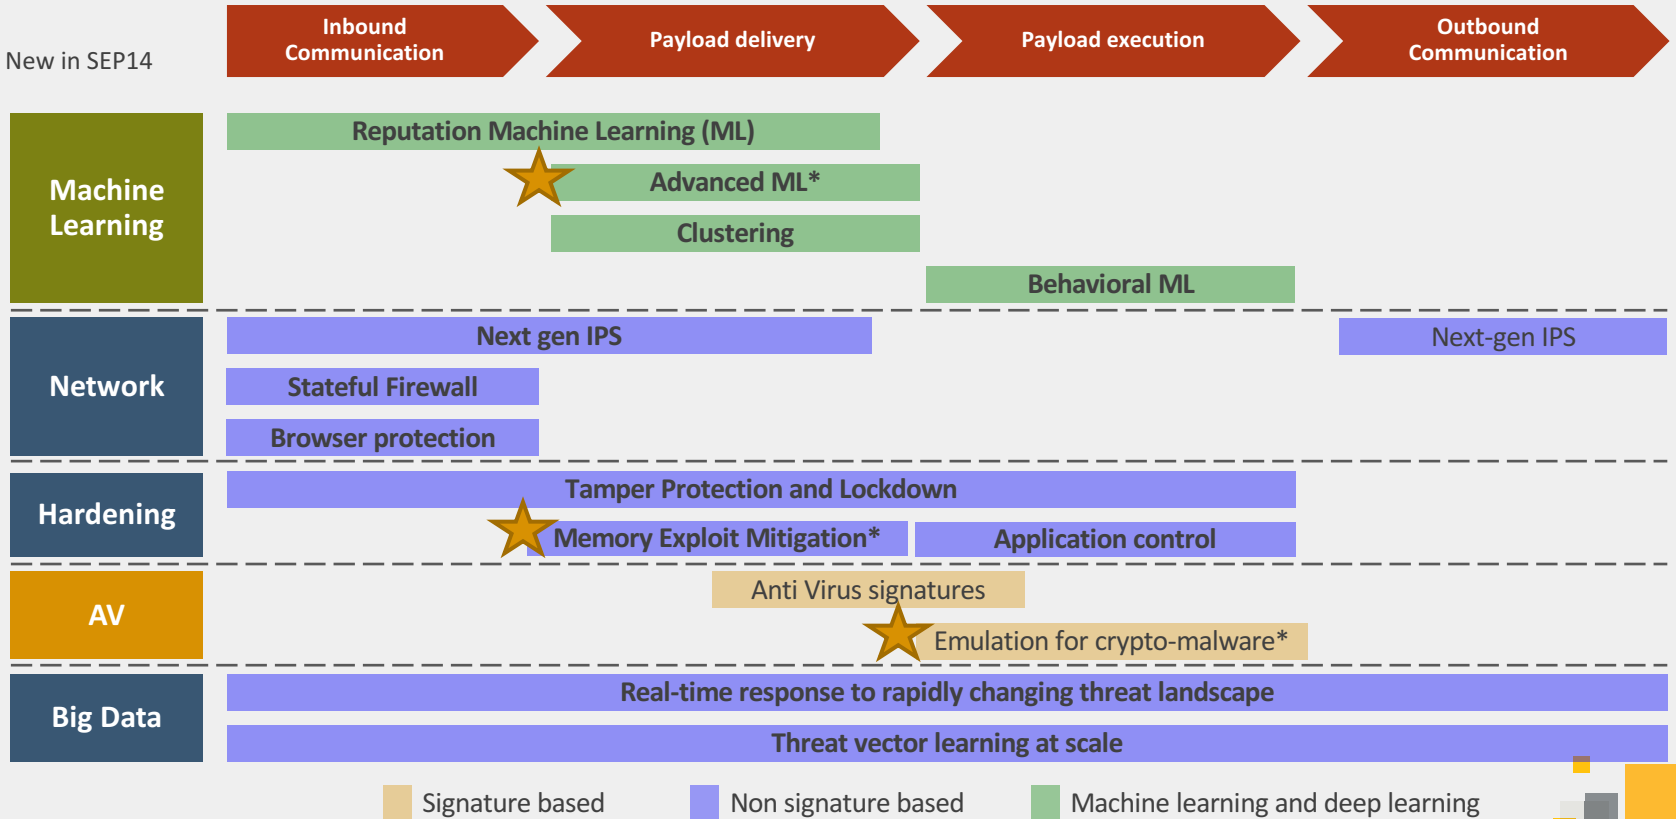 New in SEP14
Inbound
Communication
Payload delivery
Payload execution
Outbound
Communication
Machine
Learning
Reputation Machine Learning (ML)
Advanced ML*
Clustering
Behavioral ML
Network
Next gen IPS
Next-gen IPS
Stateful Firewall
Browser protection
Hardening
Tamper Protection and Lockdown
Memory Exploit Mitigation*
Application control
AV
Anti Virus signatures
Emulation for crypto-malware*
Big Data
Real-time response to rapidly changing threat landscape
Threat vector learning at scale
Signature based
Non signature based
Machine learning and deep learning